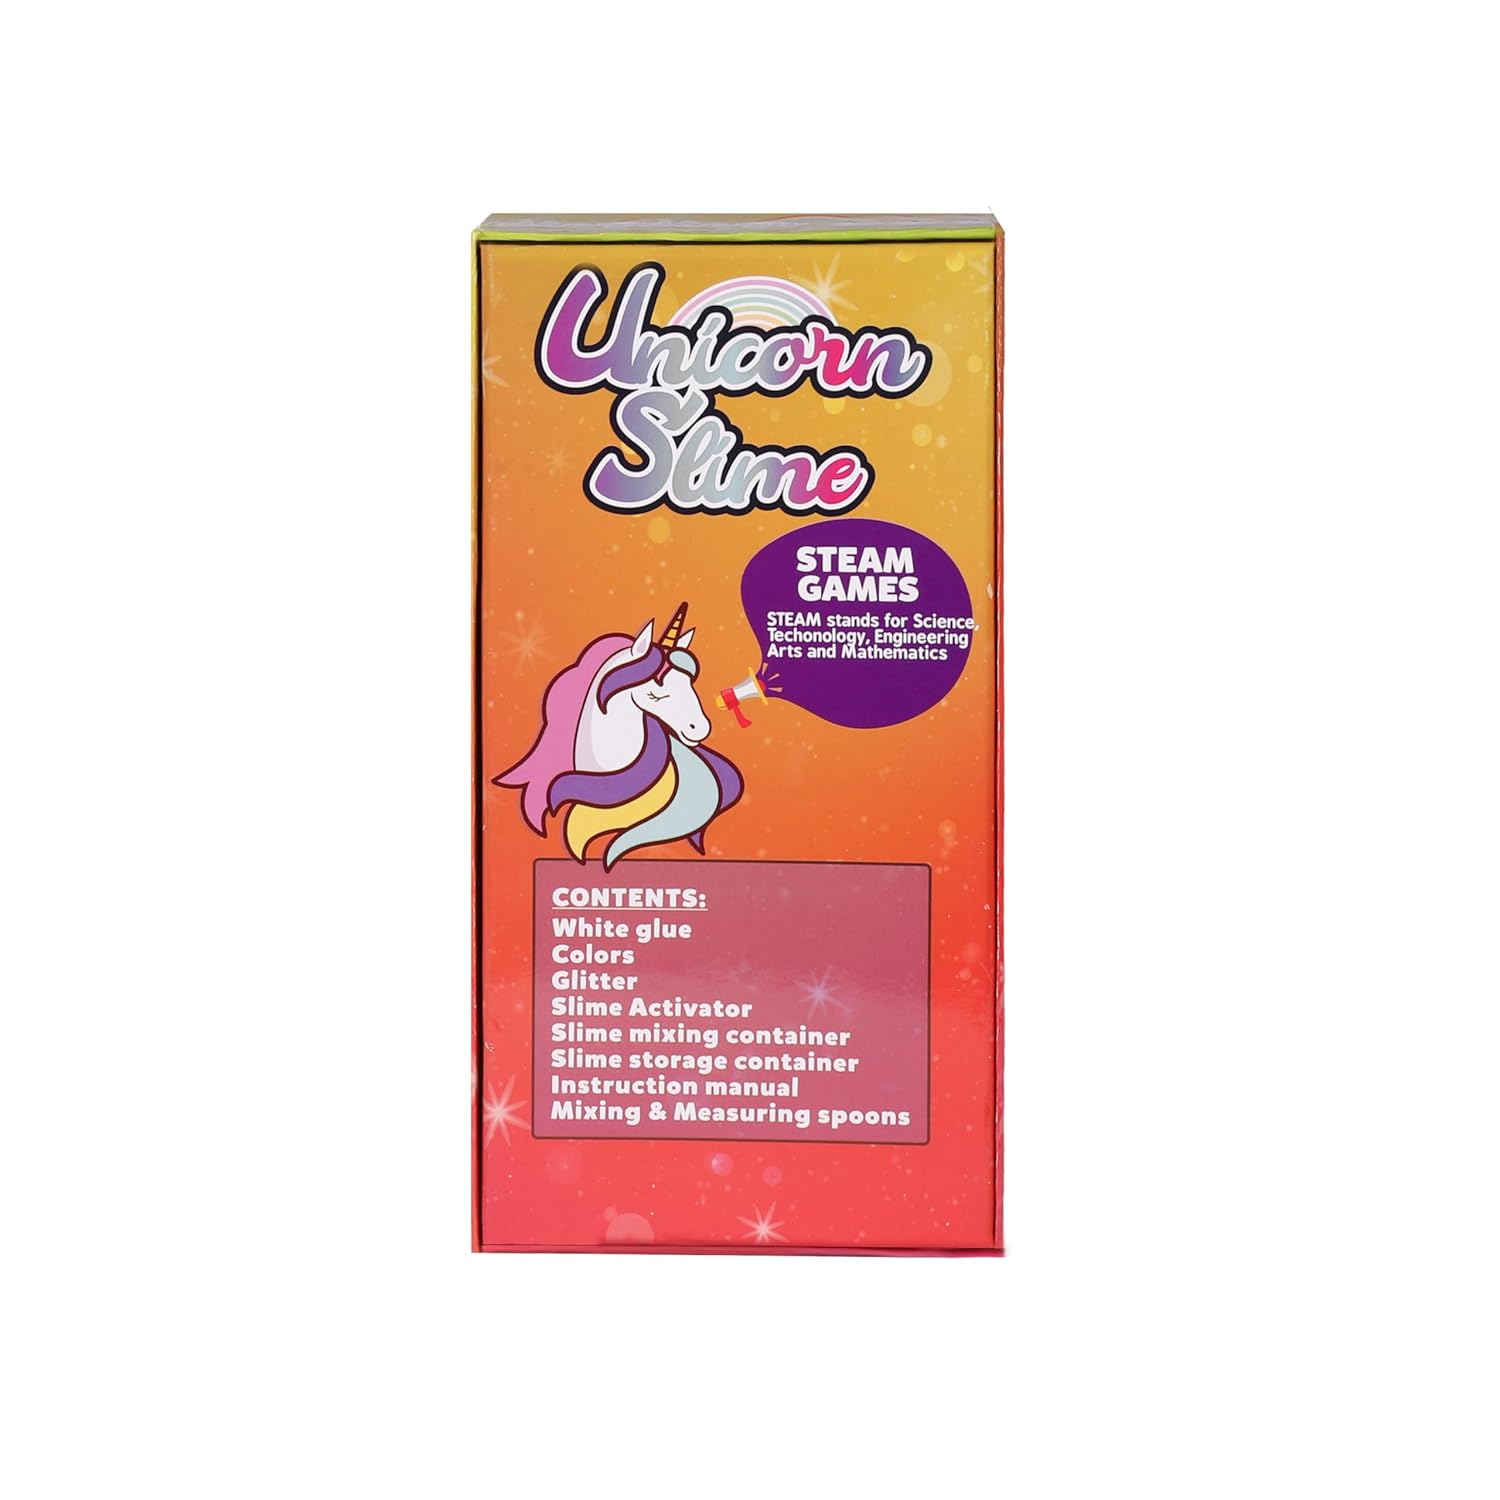 Unicorn
Slime
STEAM
GAMES
STEAM stands for Science,
Techonology, Engineering
Arts and Mathematics
CONTENTS:
White glue
Colors
Glitter
Slime Activator
Slime mixing container
Slime storage container
Instruction manual
Mixing & Measuring spoons